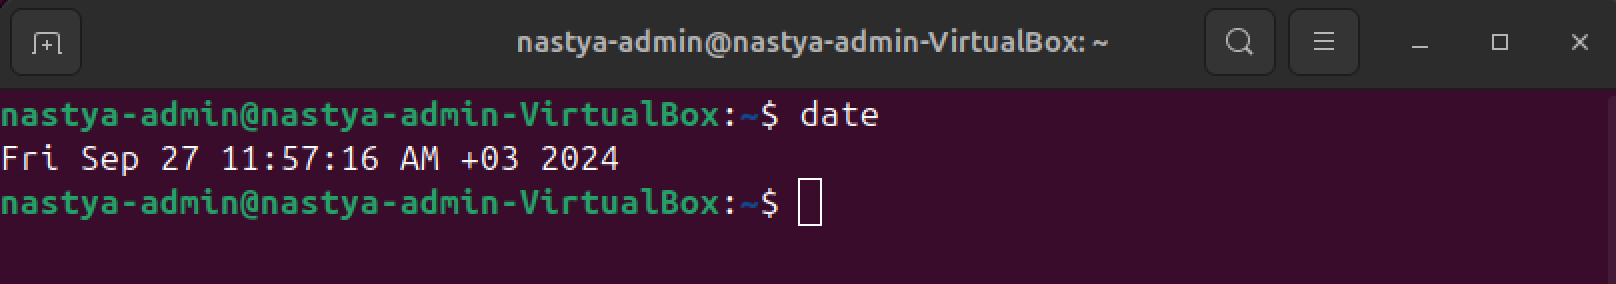 nastya-admin@nastya-admin-VirtualBox: ~
nastya-admin@nastya-admin-VirtualBox:~$ date
Fri Sep 27 11:57:16 AM +03 2024
nastya-admin@nastya-admin-VirtualBox:~$